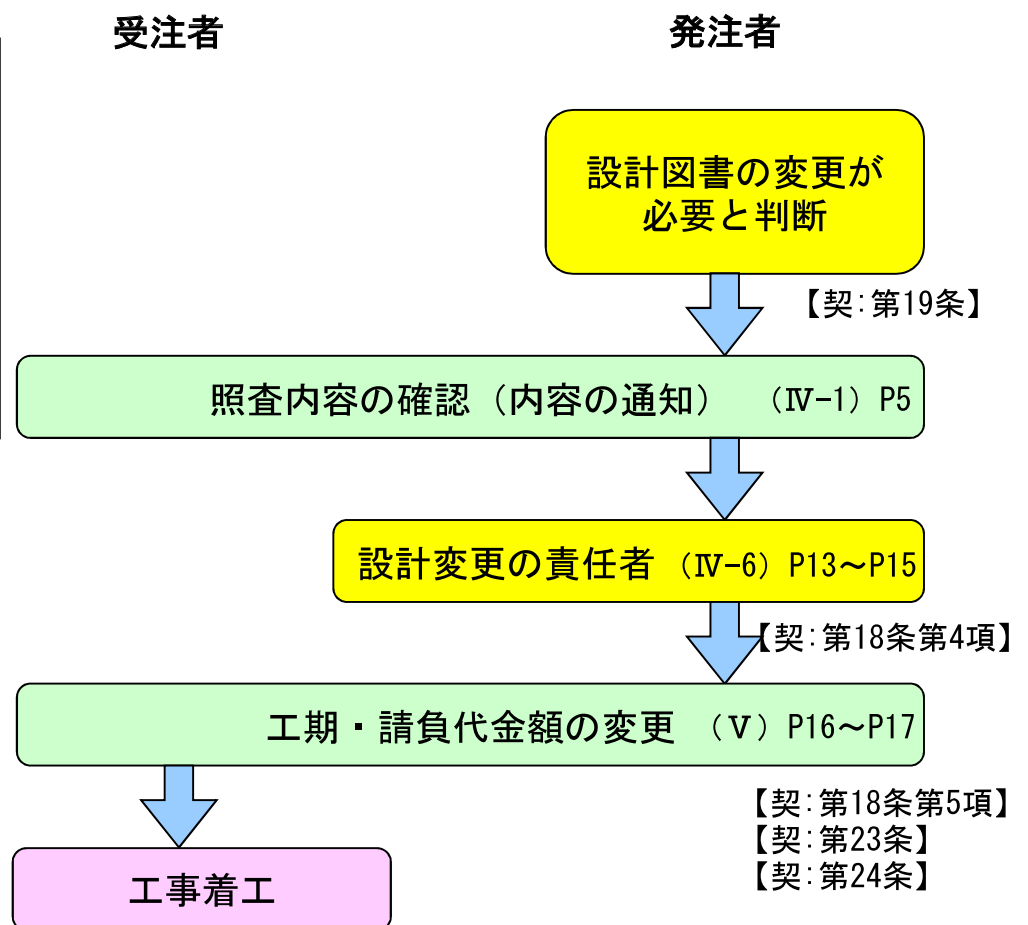 受注者
発注者
設計図書の変更が
必要と判断
【契：第19条】
照査内容の確認（内容の通知） （Ⅳ-1）P5
設計変更の責任者 （Ⅳ-6）P13～P15
【契：第18条第4項】
工期・請負代金額の変更 （Ⅴ）P16～P17
【契：第18条第5項】
【契：第23条】
【契：第24条】
工事着工